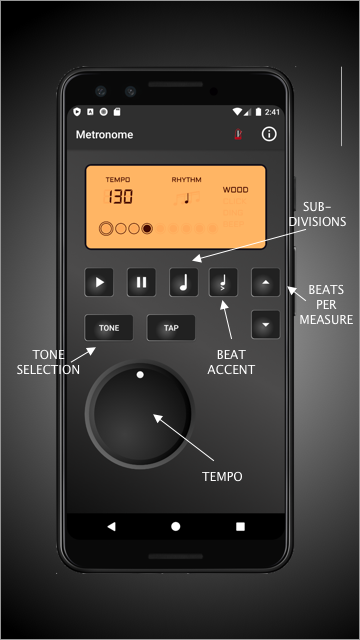 2:41
Metronome
TEMPO
RHYTHM
130
WOOD
SUB-
DIVISIONS
BEATS
PER
MEASURE
TONE
TAP
TONE
SELECTION
BEAT
ACCENT
TEMPO